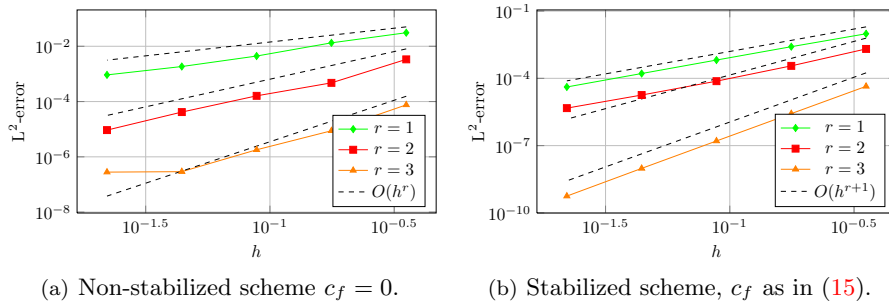 10^{−2}
10^{−4}
10^{−6}
10^{−8}
L^2-error
10^{−1.5}
10^{−1}
10^{−0.5}
h
r = 1
r = 2
r = 3
O(h^r)
(a) Non-stabilized scheme c_f = 0.
10^{−1}
10^{−4}
10^{−7}
10^{−10}
L^2-error
10^{−1.5}
10^{−1}
10^{−0.5}
h
r = 1
r = 2
r = 3
O(h^{r+1})
(b) Stabilized scheme, c_f as in (15).